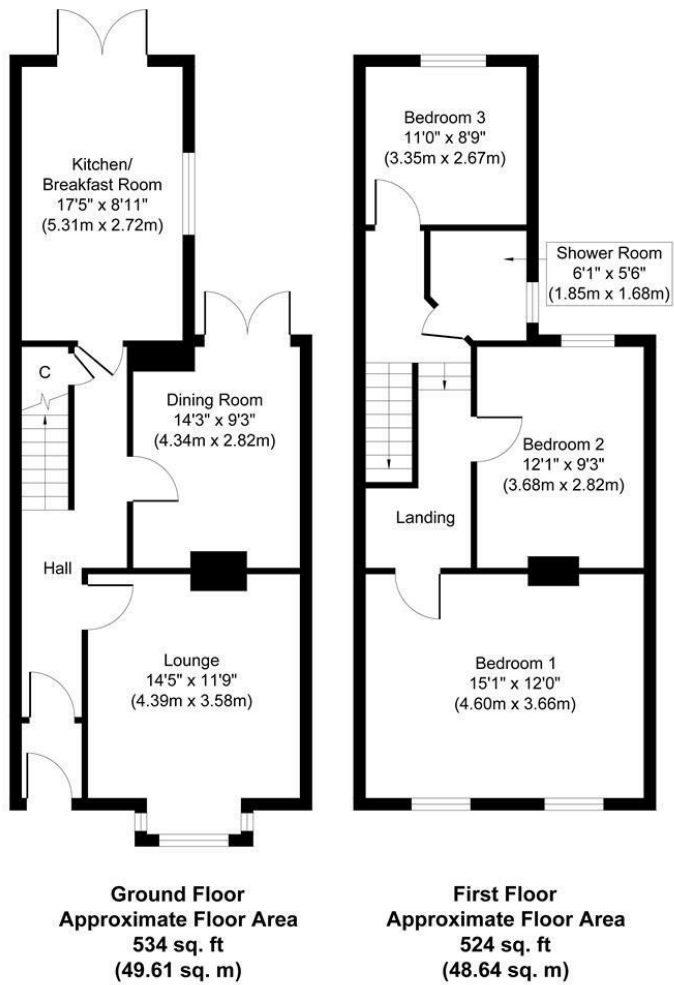 Kitchen/
Breakfast Room
17'5" x 8'11"
(5.31m x 2.72m)
C
Dining Room
14'3" x 9'3"
(4.34m x 2.82m)
Hall
Lounge
14'5" x 11'9"
(4.39m x 3.58m)
Ground Floor
Approximate Floor Area
534 sq. ft
(49.61 sq. m)
Bedroom 3
11'0" x 8'9"
(3.35m x 2.67m)
Shower Room
6'1" x 5'6"
(1.85m x 1.68m)
Bedroom 2
12'1" x 9'3"
(3.68m x 2.82m)
Landing
Bedroom 1
15'1" x 12'0"
(4.60m x 3.66m)
First Floor
Approximate Floor Area
524 sq. ft
(48.64 sq. m)